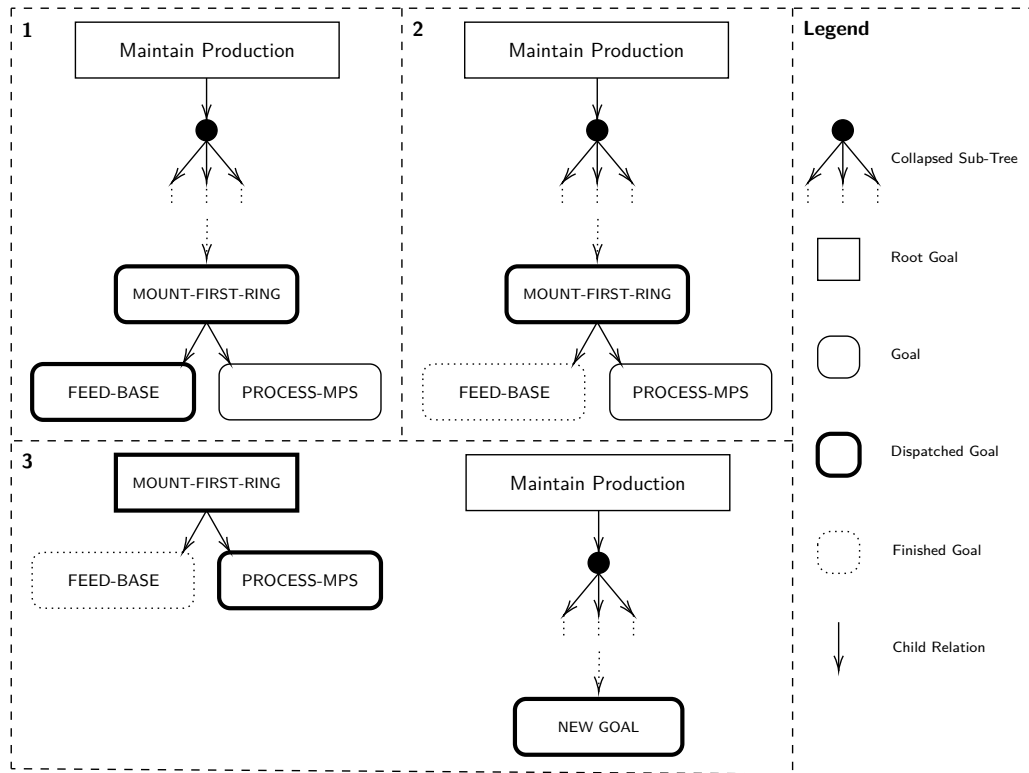 1
Maintain Production
MOUNT-FIRST-RING
FEED-BASE
PROCESS-MPS
2
Maintain Production
MOUNT-FIRST-RING
FEED-BASE
PROCESS-MPS
3
MOUNT-FIRST-RING
FEED-BASE
PROCESS-MPS
Maintain Production
NEW GOAL
Legend
Collapsed Sub-Tree
Root Goal
Goal
Dispatched Goal
Finished Goal
Child Relation